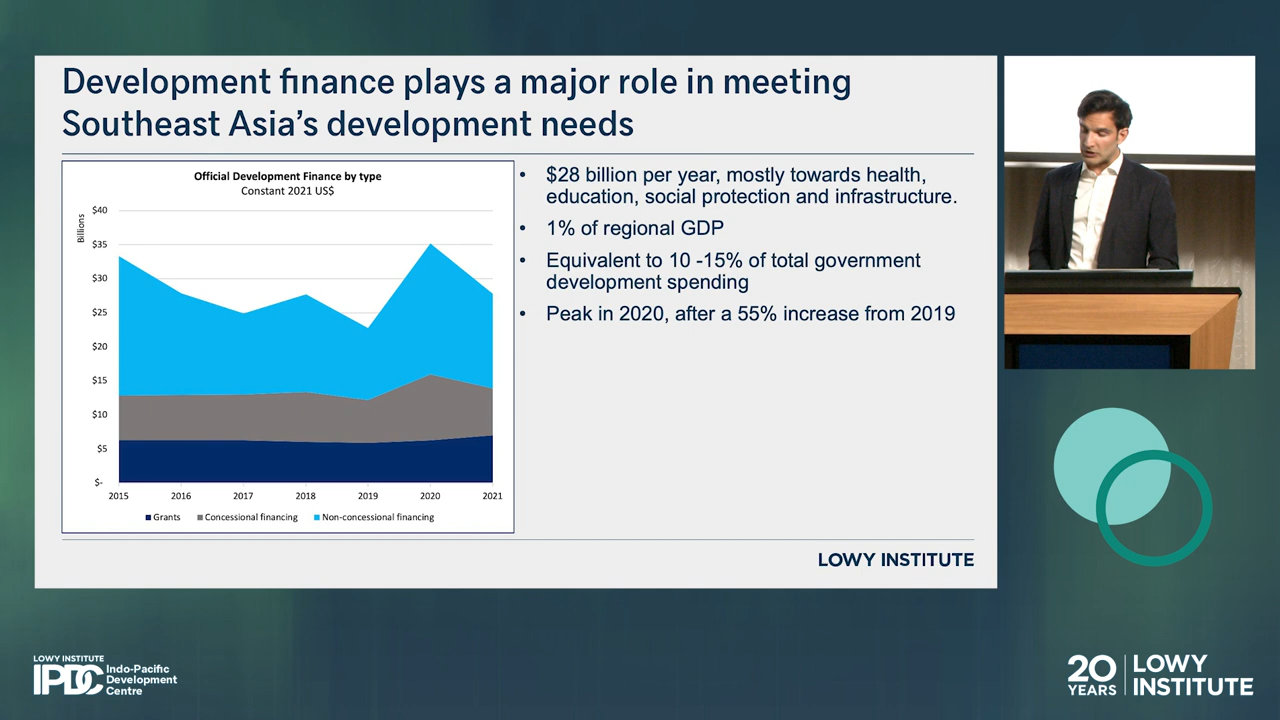 Development finance plays a major role in meeting
Southeast Asia’s development needs
Official Development Finance by type
Constant 2021 US$
Billions
$40
$35
$30
$25
$20
$15
$10
$5
$-
2015 2016 2017 2018 2019 2020 2021
Grants Concessional financing Non-concessional financing
• $28 billion per year, mostly towards health,
education, social protection and infrastructure.
• 1% of regional GDP
• Equivalent to 10 -15% of total government
development spending
• Peak in 2020, after a 55% increase from 2019
LOWY INSTITUTE
LOWY INSTITUTE
IPDC
Indo-Pacific
Development
Centre
20
YEARS
LOWY
INSTITUTE